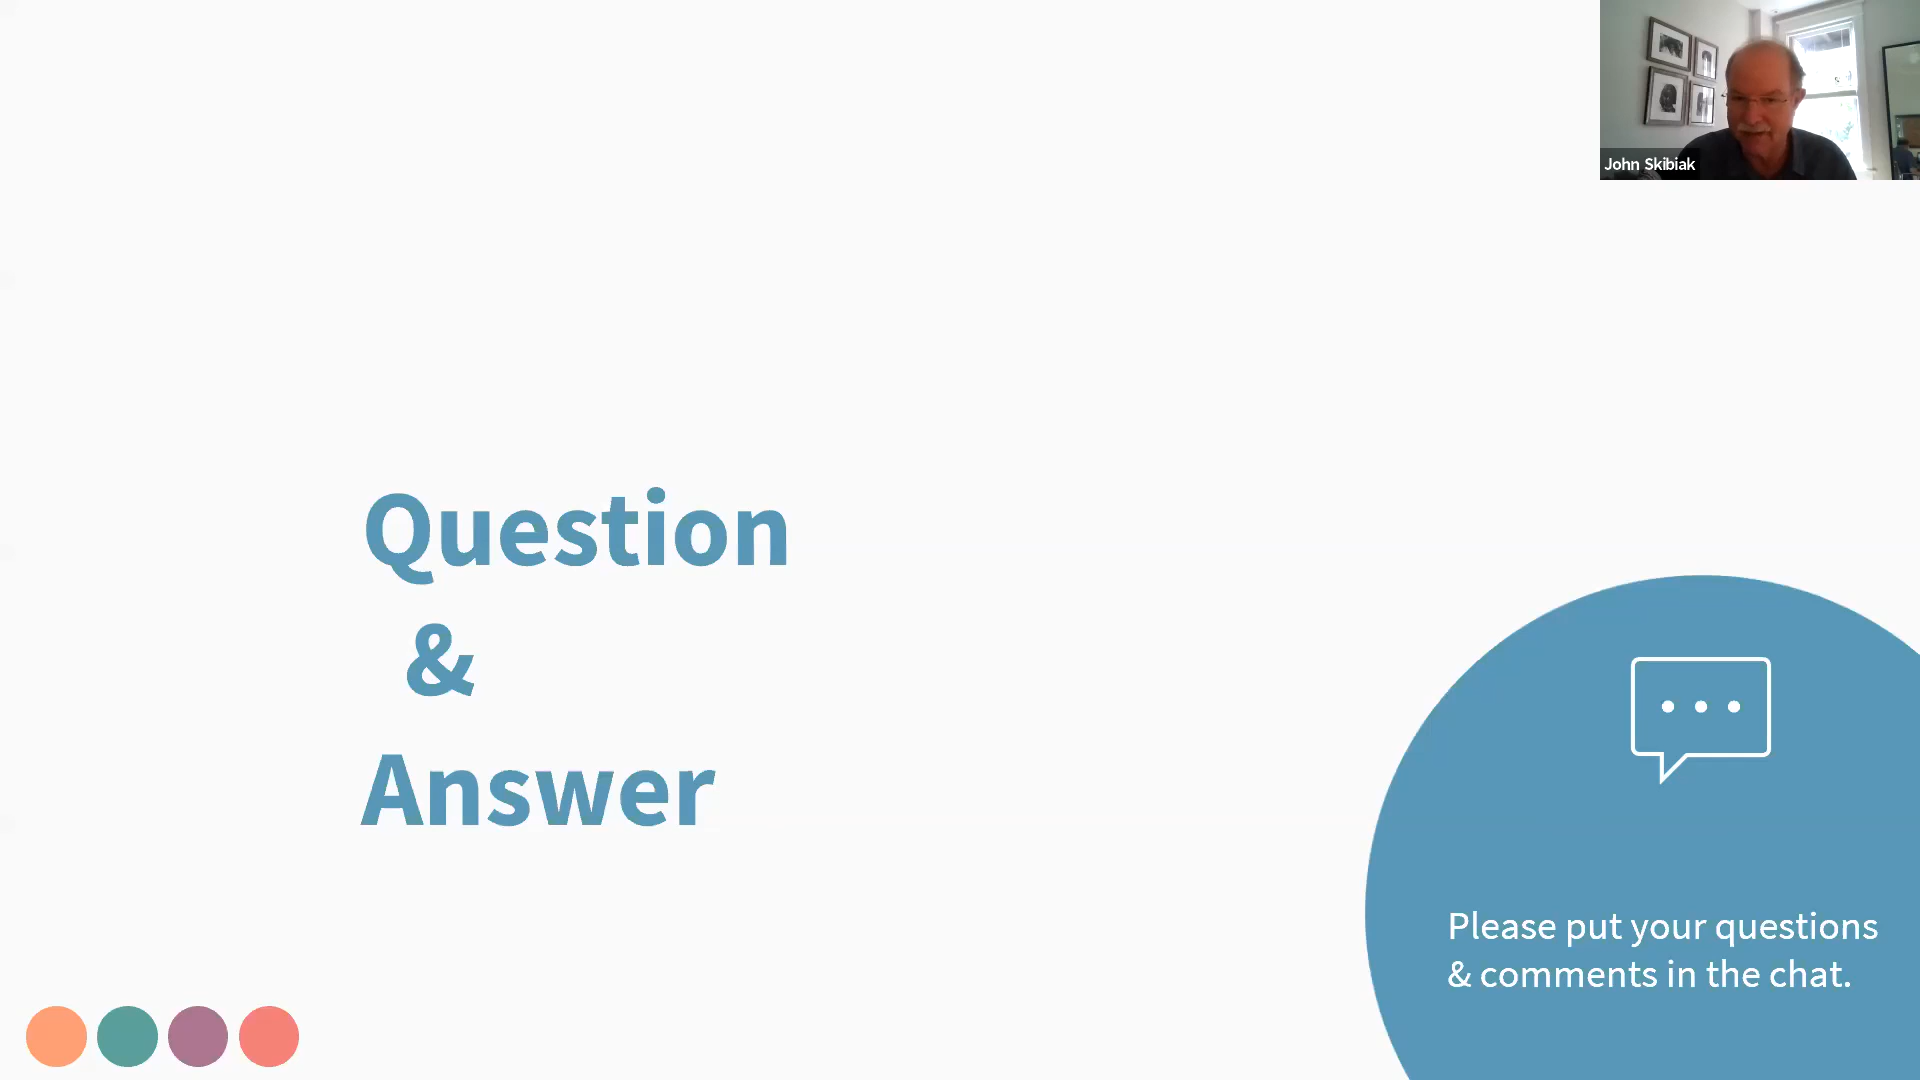 John Skibiak
Question
&
Answer
Please put your questions
& comments in the chat.